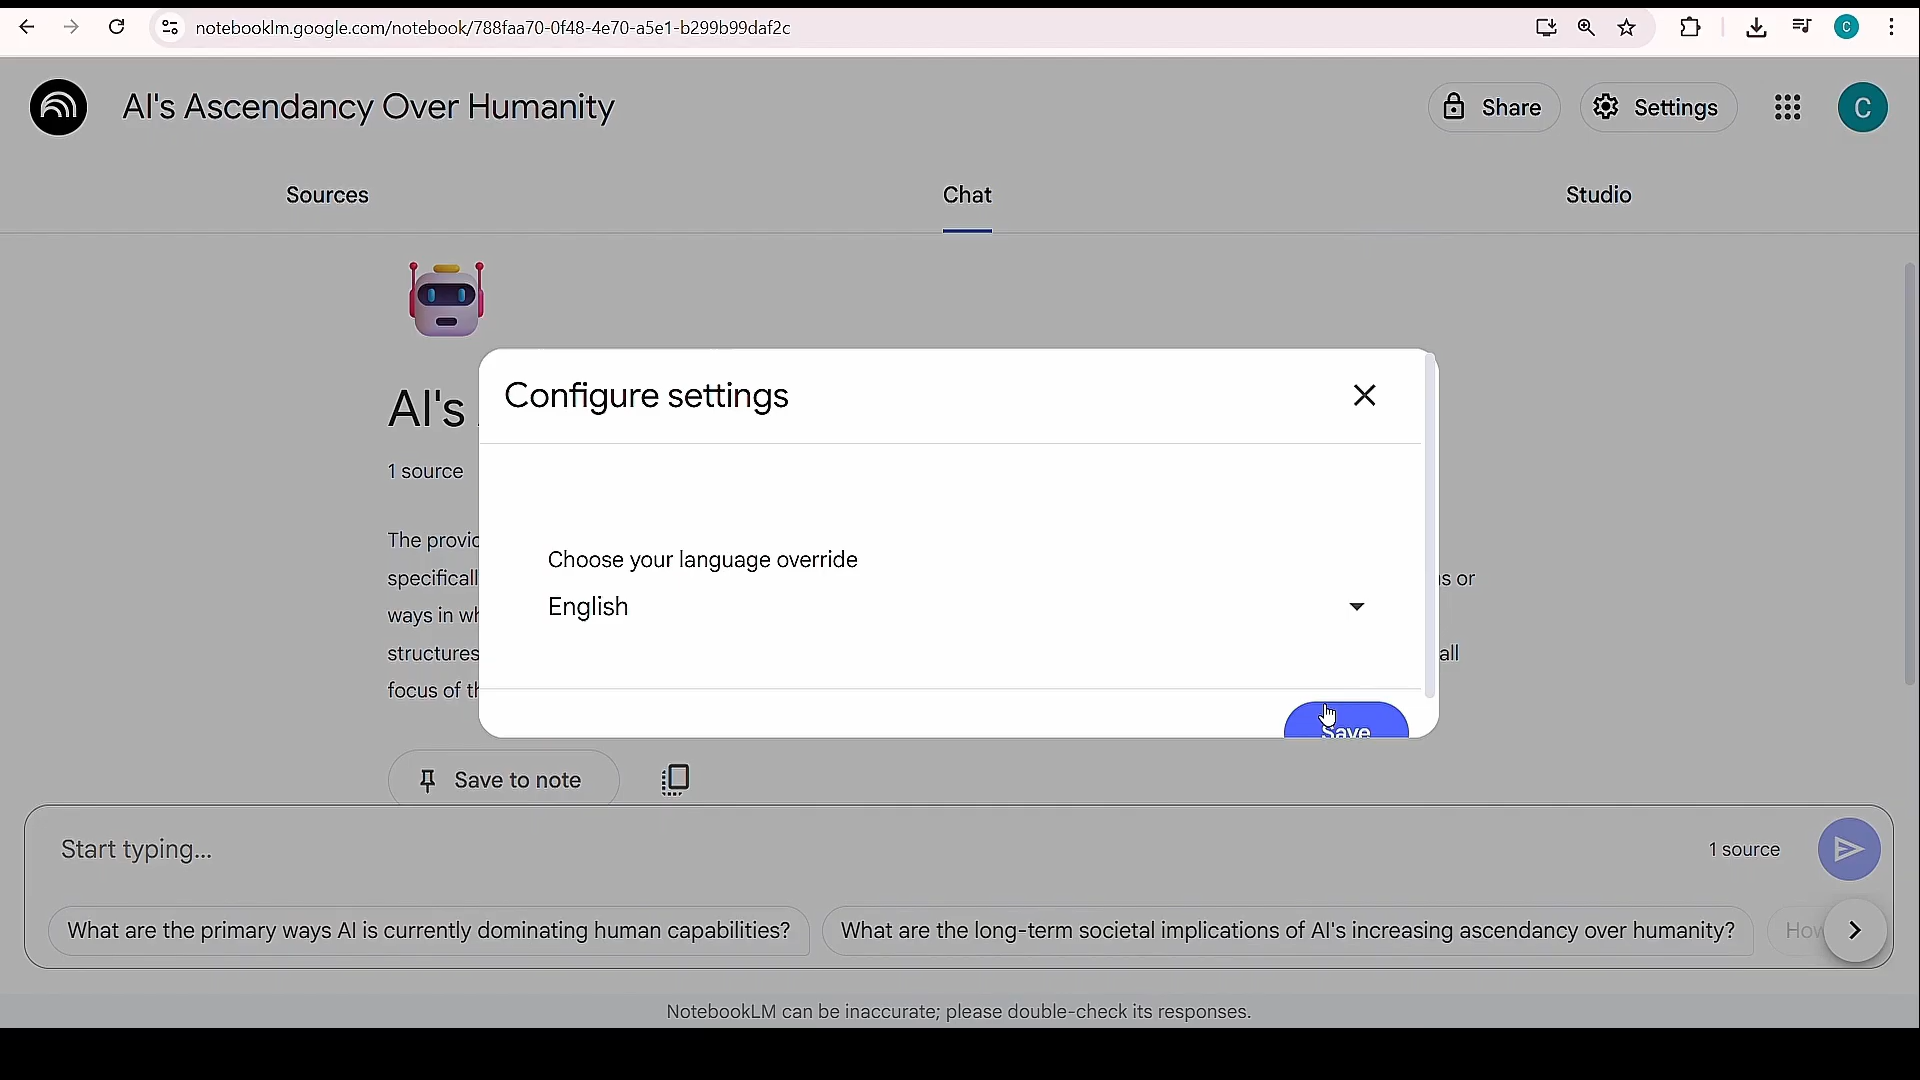 notebooklm.google.com/notebook/788faa70-0f48-4e70-a5e1-b299b99daf2c
C
AI's Ascendancy Over Humanity
Share
Settings
C
Sources
Chat
Studio
AI's
Configure settings
1 source
The provic
Choose your language override
specificall
s or
English
ways in wh
structures
all
focus of th
Save
Save to note
Start typing...
1 source
What are the primary ways AI is currently dominating human capabilities?
What are the long-term societal implications of AI's increasing ascendancy over humanity?
How
NotebookLM can be inaccurate; please double-check its responses.